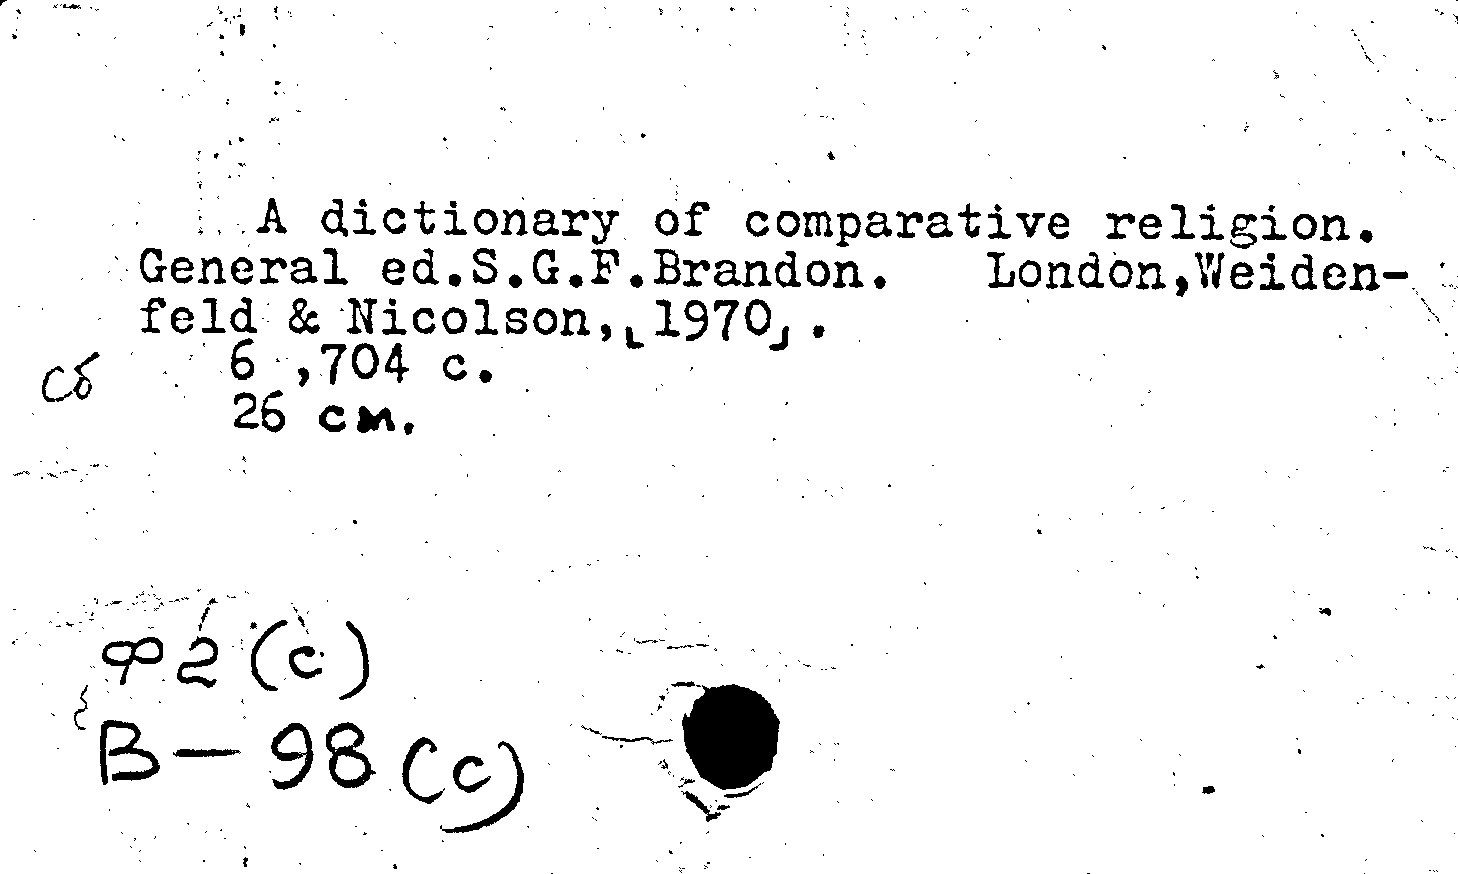 A dictionary of comparative religion.
General ed.S.G.F.Brandon. London,Weiden-
feld & Nicolson,[1970].
6 ,704 с.
сб
26 см.
Ф2(с)
В-98(с)